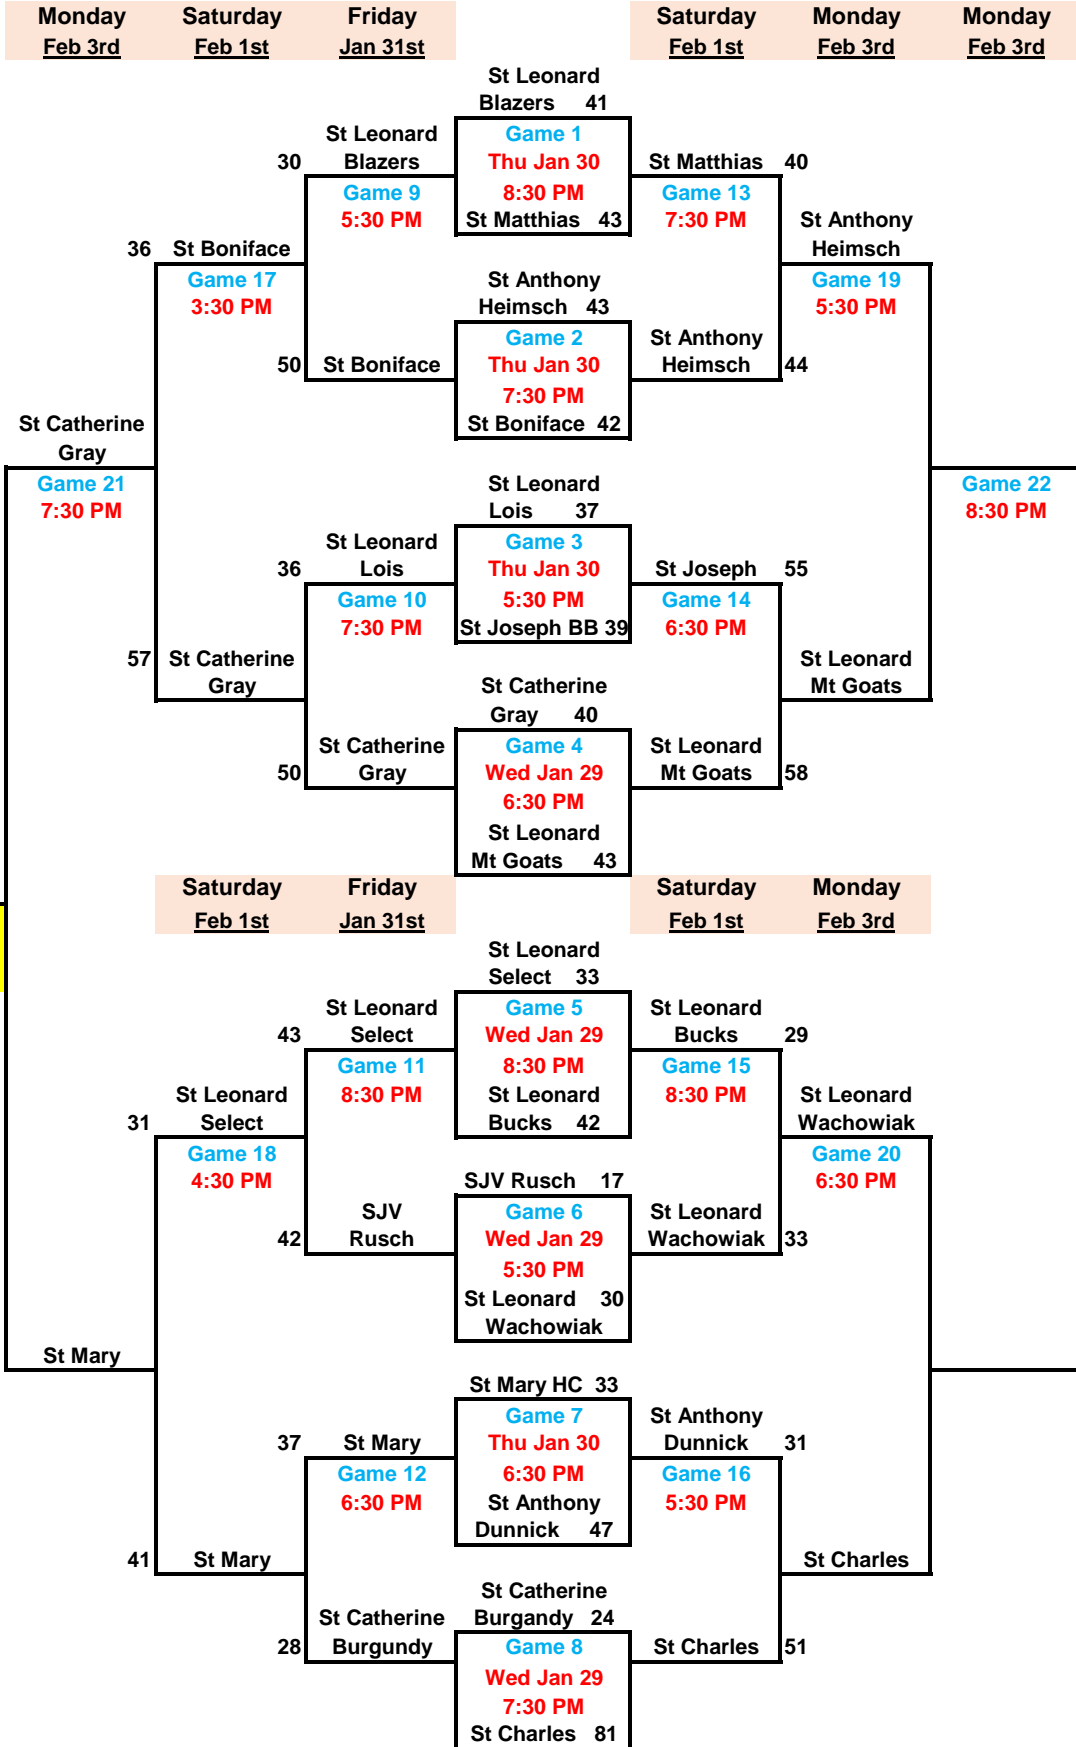 Monday Saturday Friday Saturday Monday Monday
Feb 3rd Feb 1st Jan 31st Feb 1st Feb 3rd Feb 3rd
St Leonard
Blazers 41
St Leonard Game 1
30 Blazers Thu Jan 30 St Matthias 40
Game 9 8:30 PM Game 13
5:30 PM St Matthias 43 7:30 PM St Anthony
36 St Boniface Heimsch
Game 17 St Anthony Game 19
3:30 PM Heimsch 43 5:30 PM
Game 2 St Anthony
50 St Boniface Thu Jan 30 Heimsch 44
7:30 PM
St Catherine St Boniface 42
Gray
Game 21 St Leonard Game 22
7:30 PM Lois 37 8:30 PM
St Leonard Game 3
36 Lois Thu Jan 30 St Joseph 55
Game 10 5:30 PM Game 14
7:30 PM St Joseph BB 39 6:30 PM
57 St Catherine St Leonard
Gray St Catherine Mt Goats
Gray 40
St Catherine Game 4 St Leonard
50 Gray Wed Jan 29 Mt Goats 58
6:30 PM
St Leonard
Mt Goats 43
Saturday Friday Saturday Monday
Feb 1st Jan 31st Feb 1st Feb 3rd
St Leonard
Select 33
St Leonard Game 5 St Leonard
43 Select Wed Jan 29 Bucks 29
Game 11 8:30 PM Game 15
St Leonard 8:30 PM St Leonard 8:30 PM St Leonard
31 Select Bucks 42 Wachowiak
Game 18 Game 20
4:30 PM SJV Rusch 17 6:30 PM
SJV Game 6 St Leonard
42 Rusch Wed Jan 29 Wachowiak 33
5:30 PM
St Leonard 30
Wachowiak
St Mary
St Mary HC 33
Game 7 St Anthony
37 St Mary Thu Jan 30 Dunnick 31
Game 12 6:30 PM Game 16
6:30 PM St Anthony 5:30 PM
Dunnick 47
41 St Mary St Charles
St Catherine
St Catherine Burgandy 24
28 Burgundy Game 8 St Charles 51
Wed Jan 29
7:30 PM
St Charles 81